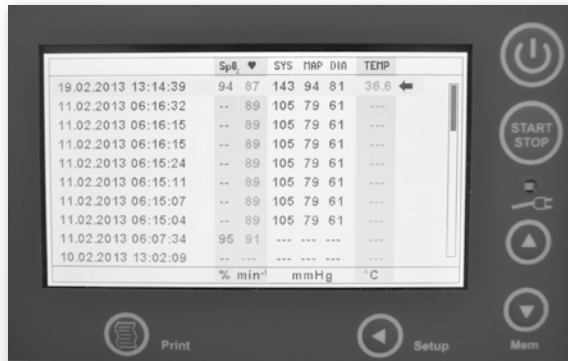 SpO₂ ♥ SYS MAP DIA TEMP
19.02.2013 13:14:39 94 87 143 94 81 36.6
11.02.2013 06:16:32 -- 89 105 79 61 ---
11.02.2013 06:16:15 -- 89 105 79 61 ---
11.02.2013 06:16:15 -- 89 105 79 61 ---
11.02.2013 06:15:24 -- 89 105 79 61 ---
11.02.2013 06:15:11 -- 89 105 79 61 ---
11.02.2013 06:15:07 -- 89 105 79 61 ---
11.02.2013 06:15:04 -- 89 105 79 61 ---
11.02.2013 06:07:34 95 91 --- --- --- ---
10.02.2013 13:02:09 -- --- --- --- --- ---
% min⁻¹ mmHg °C
START
STOP
Print
Setup
Mem